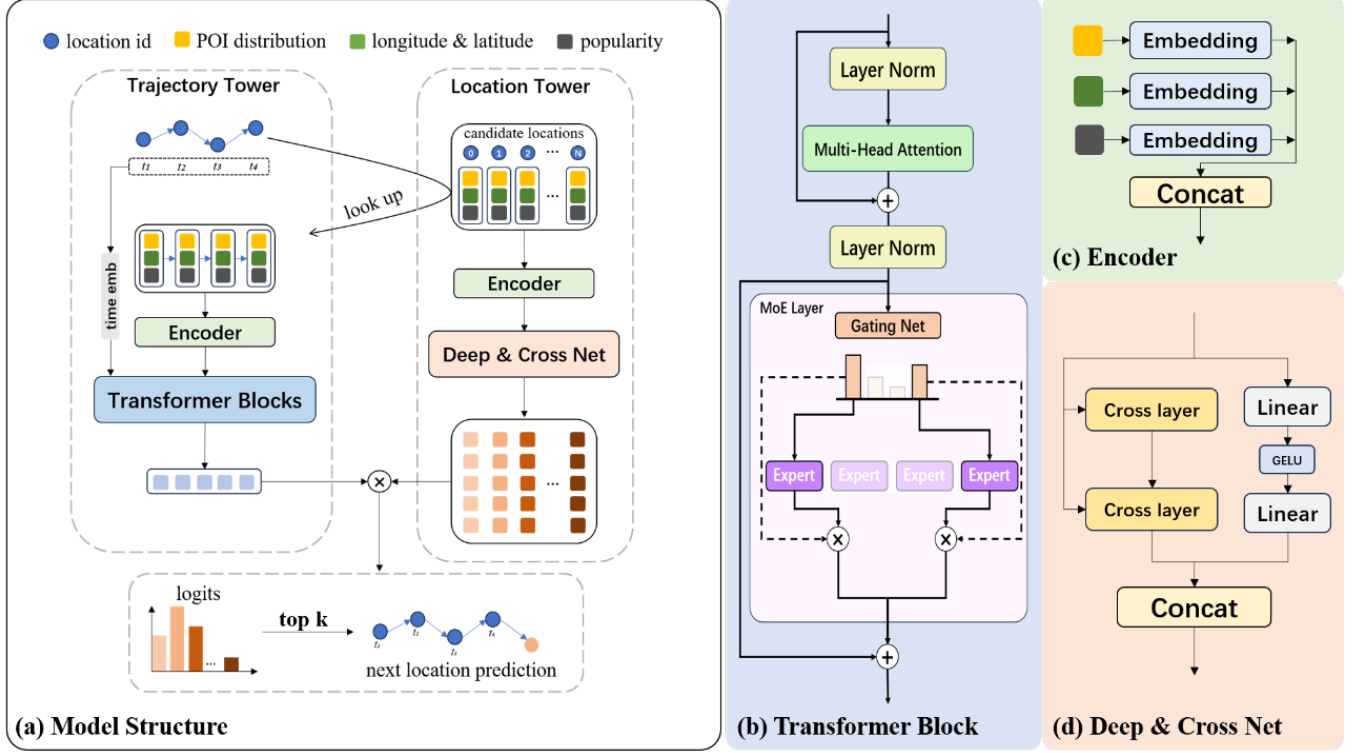 location id
POI distribution
longitude & latitude
popularity
Trajectory Tower
t1 t2 t3 t4
look up
time emb
Encoder
Transformer Blocks
Location Tower
candidate locations
0 1 2 ... N
...
Encoder
Deep & Cross Net
...
logits
...
top k
t1 t2 t3 t4
next location prediction
(a) Model Structure
Layer Norm
Multi-Head Attention
Layer Norm
MoE Layer
Gating Net
Expert Expert Expert Expert
(b) Transformer Block
Embedding
Embedding
Embedding
Concat
(c) Encoder
Cross layer
Linear
GELU
Cross layer
Linear
Concat
(d) Deep & Cross Net